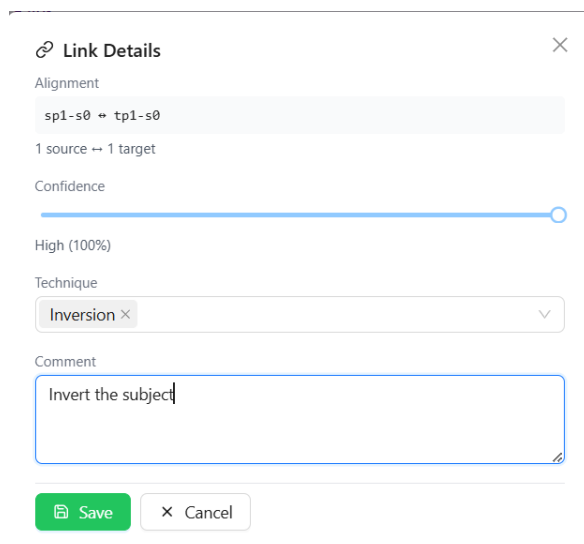 Link Details
Alignment
sp1-s0 ↔ tp1-s0
1 source ↔ 1 target
Confidence
High (100%)
Technique
Inversion ×
Comment
Invert the subject
Save × Cancel